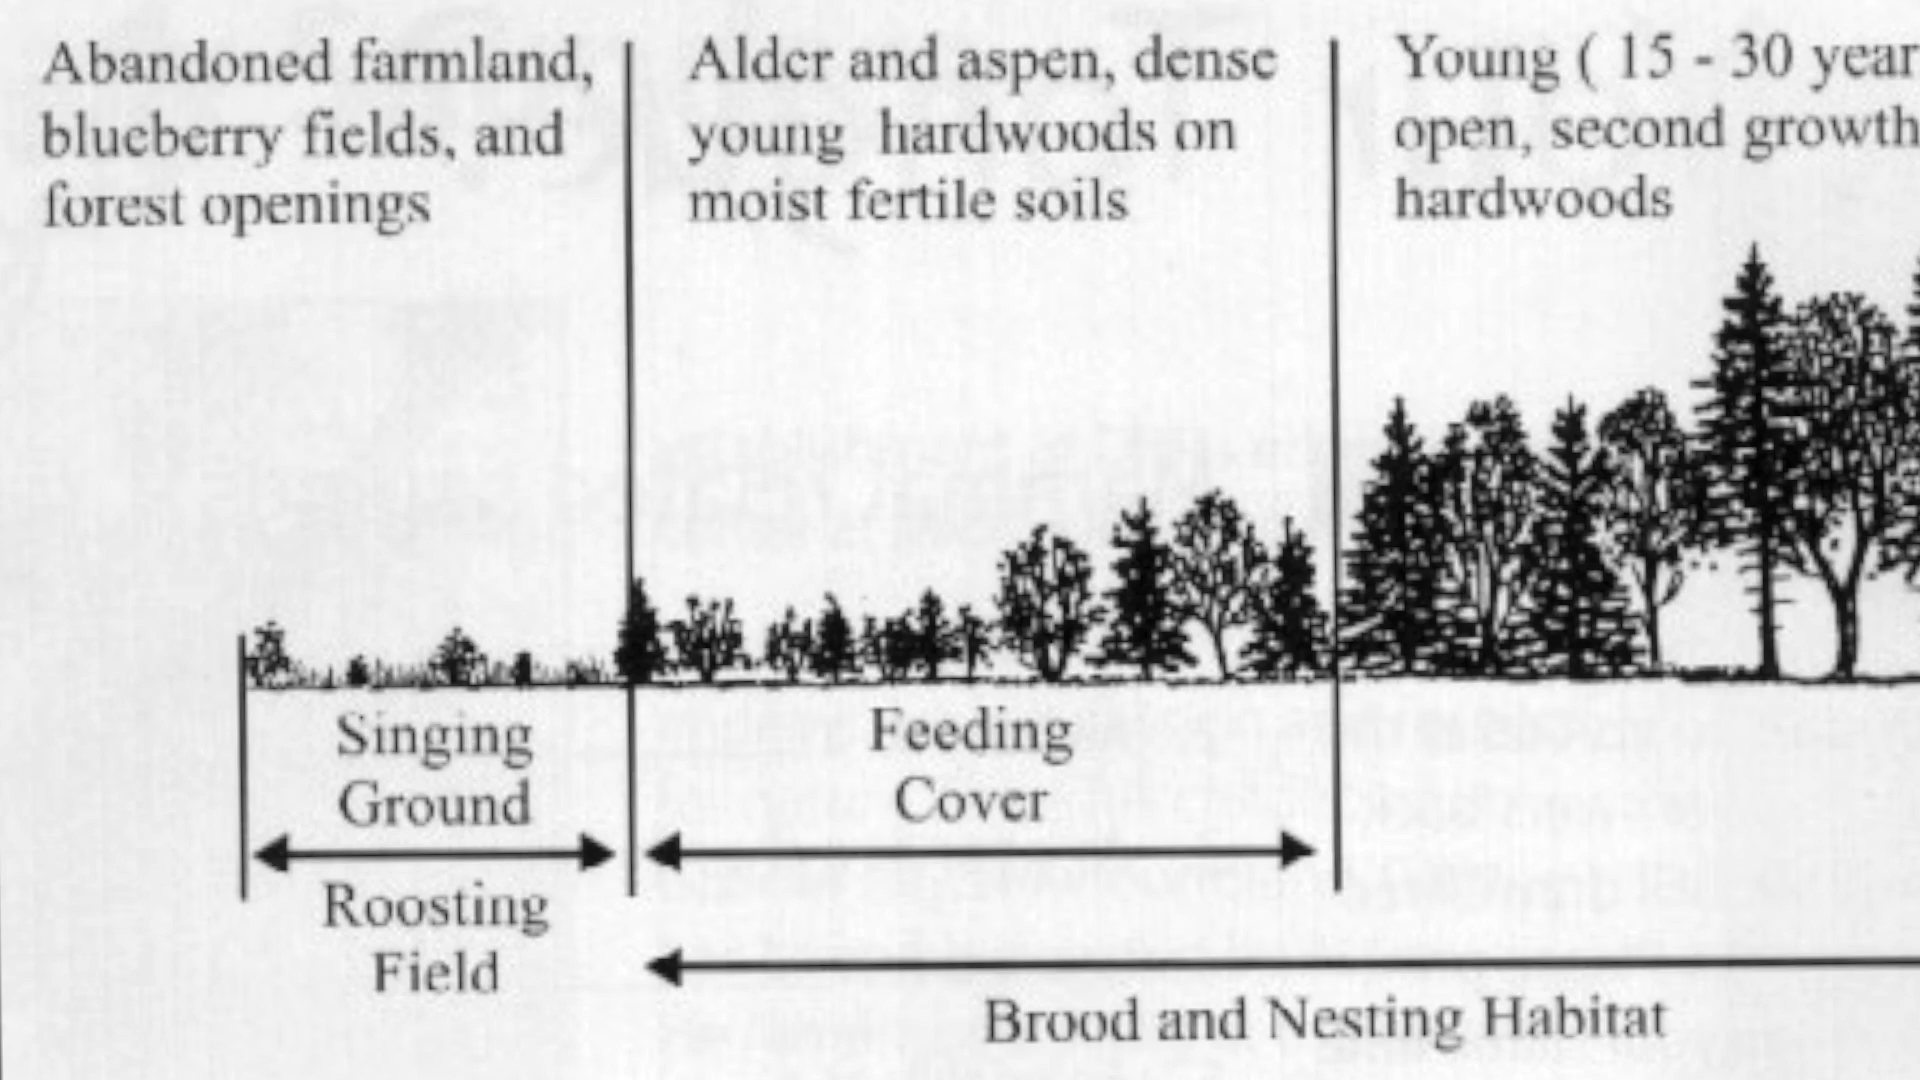 Abandoned farmland,
blueberry fields, and
forest openings
Alder and aspen, dense
young hardwoods on
moist fertile soils
Young ( 15 - 30 year
open, second growth
hardwoods
Singing
Ground
Roosting
Field
Feeding
Cover
Brood and Nesting Habitat